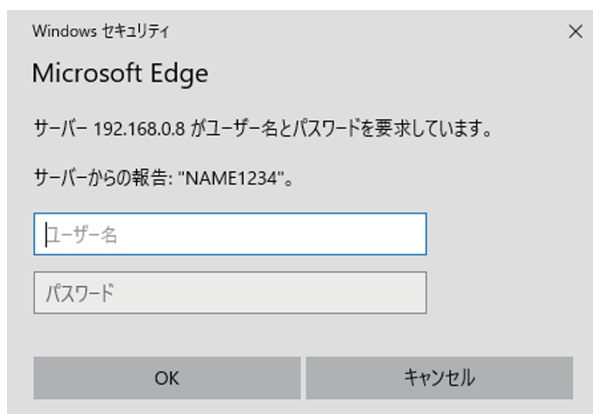 Windows セキュリティ
Microsoft Edge
サーバー 192.168.0.8 がユーザー名とパスワードを要求しています。
サーバーからの報告: "NAME1234"。
ユーザー名
パスワード
OK キャンセル